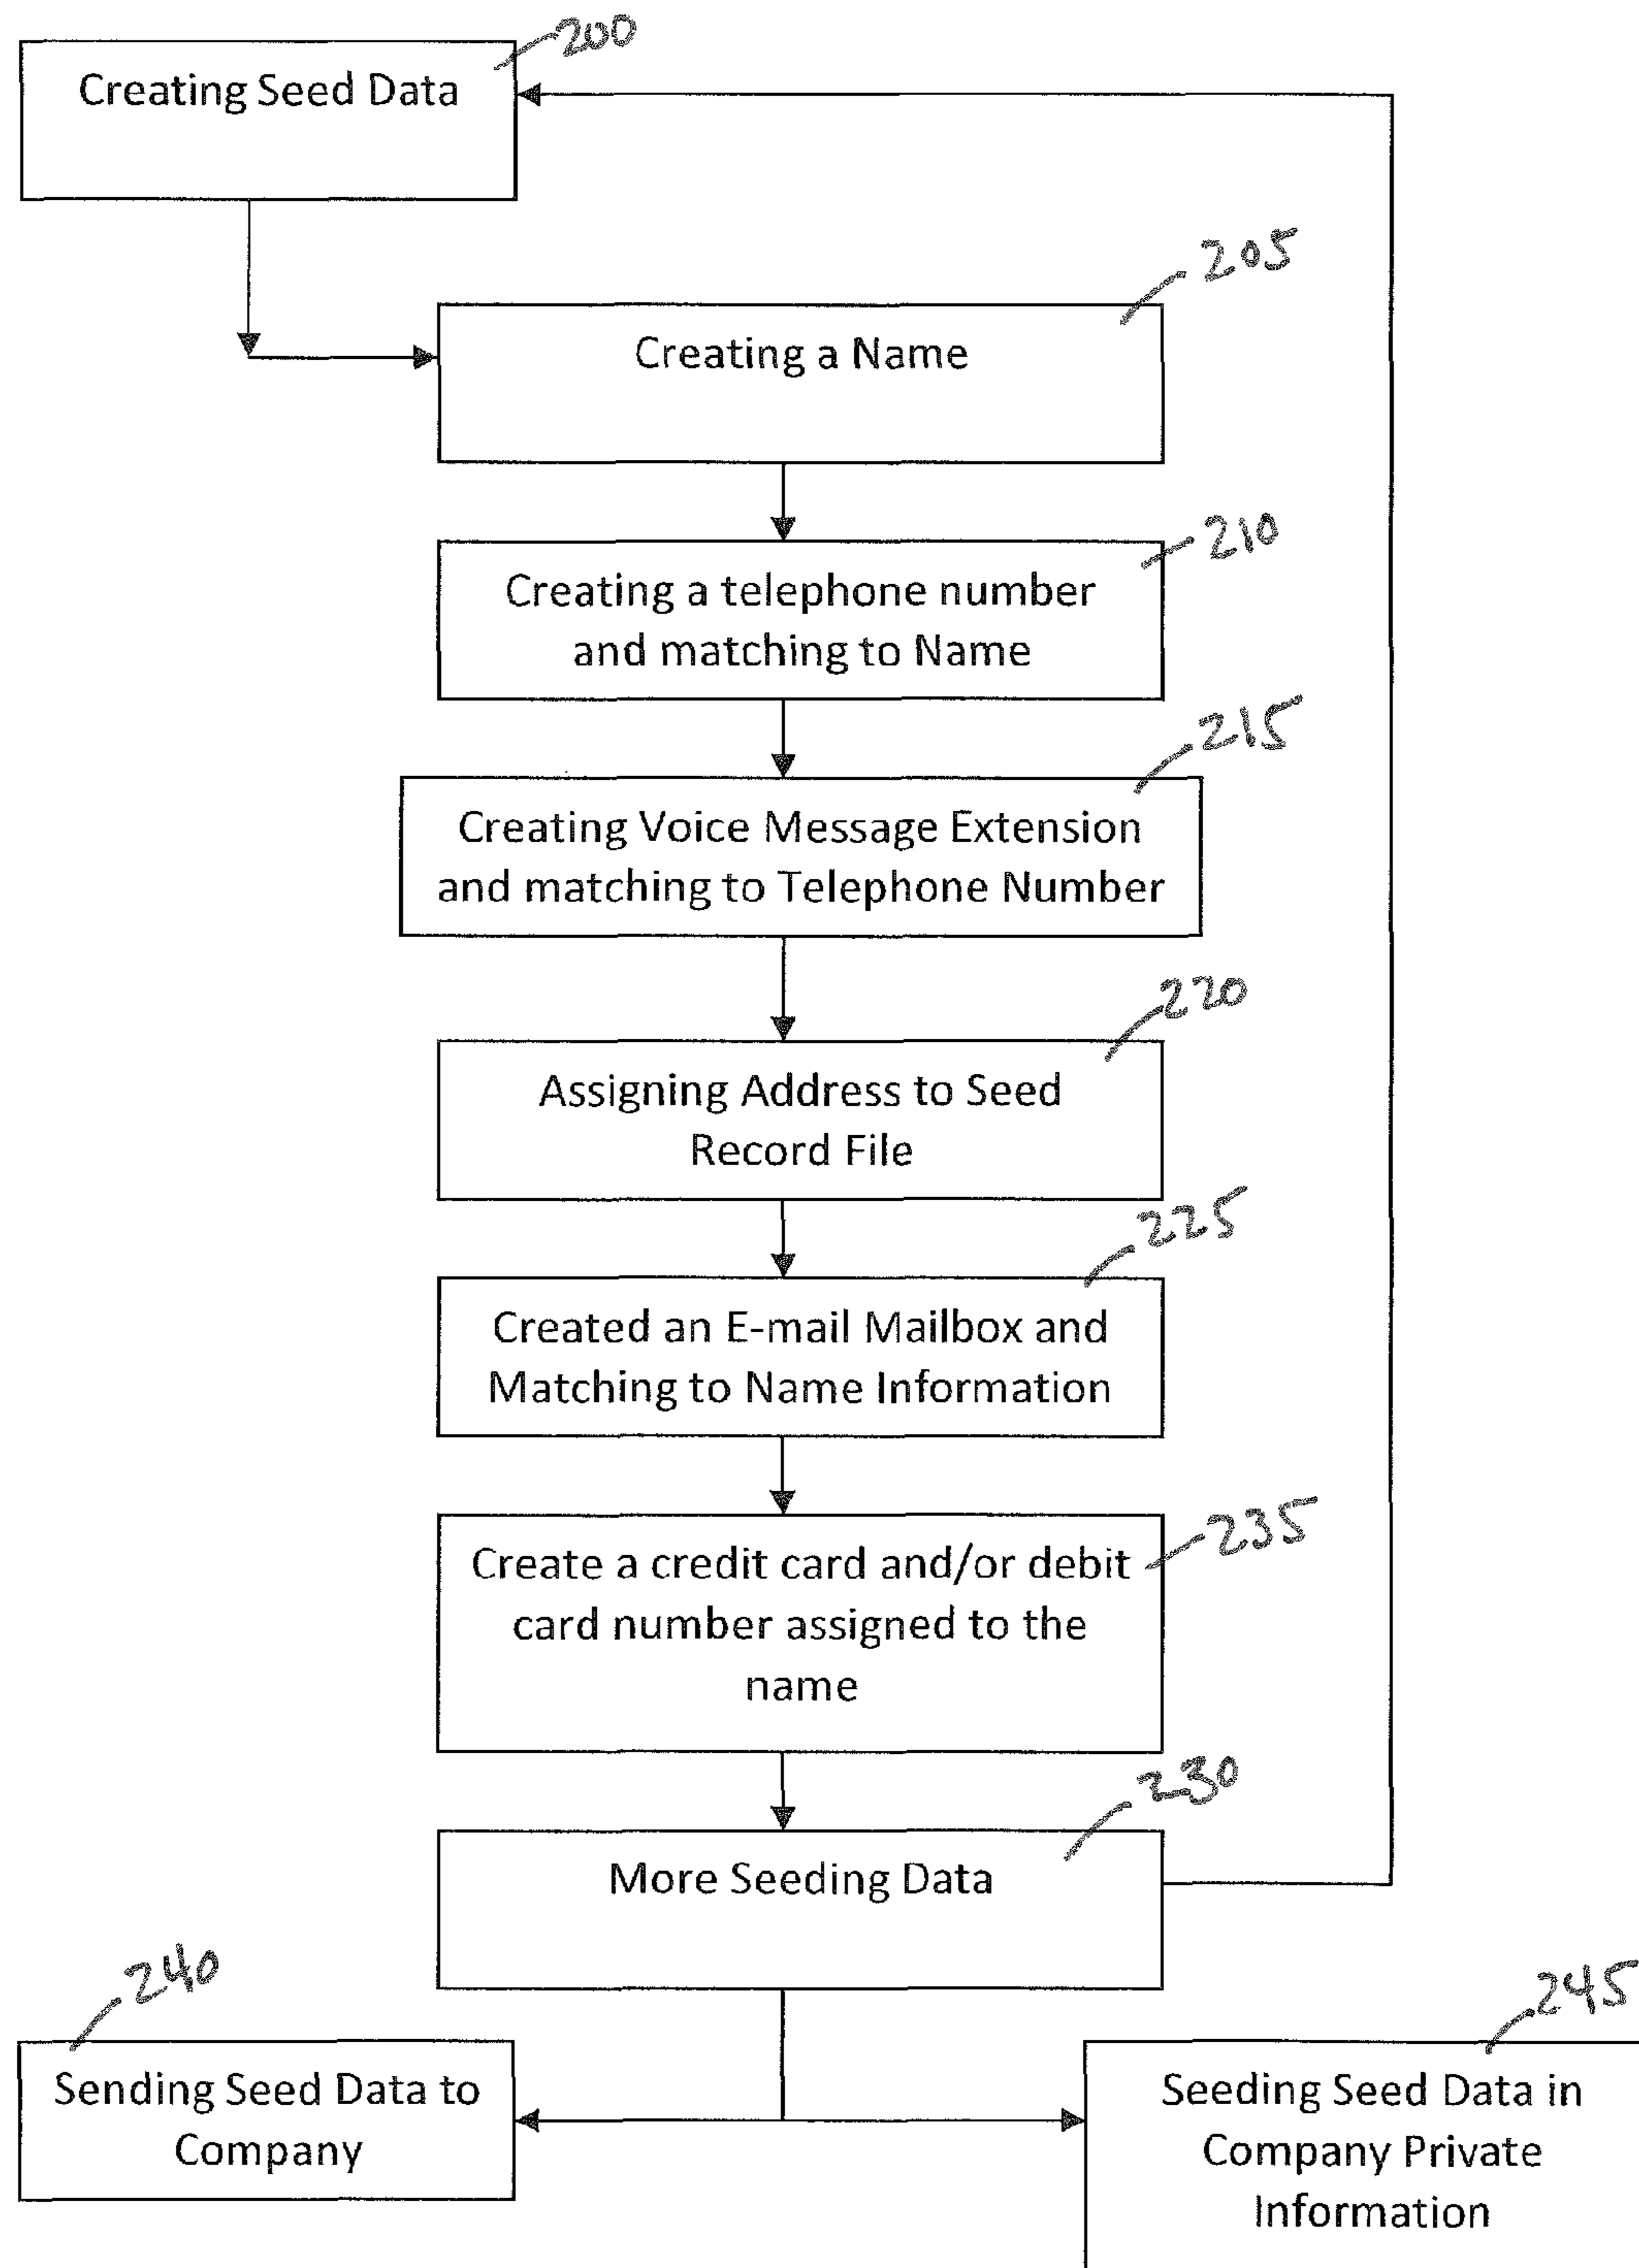 200
Creating Seed Data
205
Creating a Name
210
Creating a telephone number
and matching to Name
215
Creating Voice Message Extension
and matching to Telephone Number
220
Assigning Address to Seed
Record File
225
Created an E-mail Mailbox and
Matching to Name Information
235
Create a credit card and/or debit
card number assigned to the
name
230
More Seeding Data
240
Sending Seed Data to
Company
245
Seeding Seed Data in
Company Private
Information